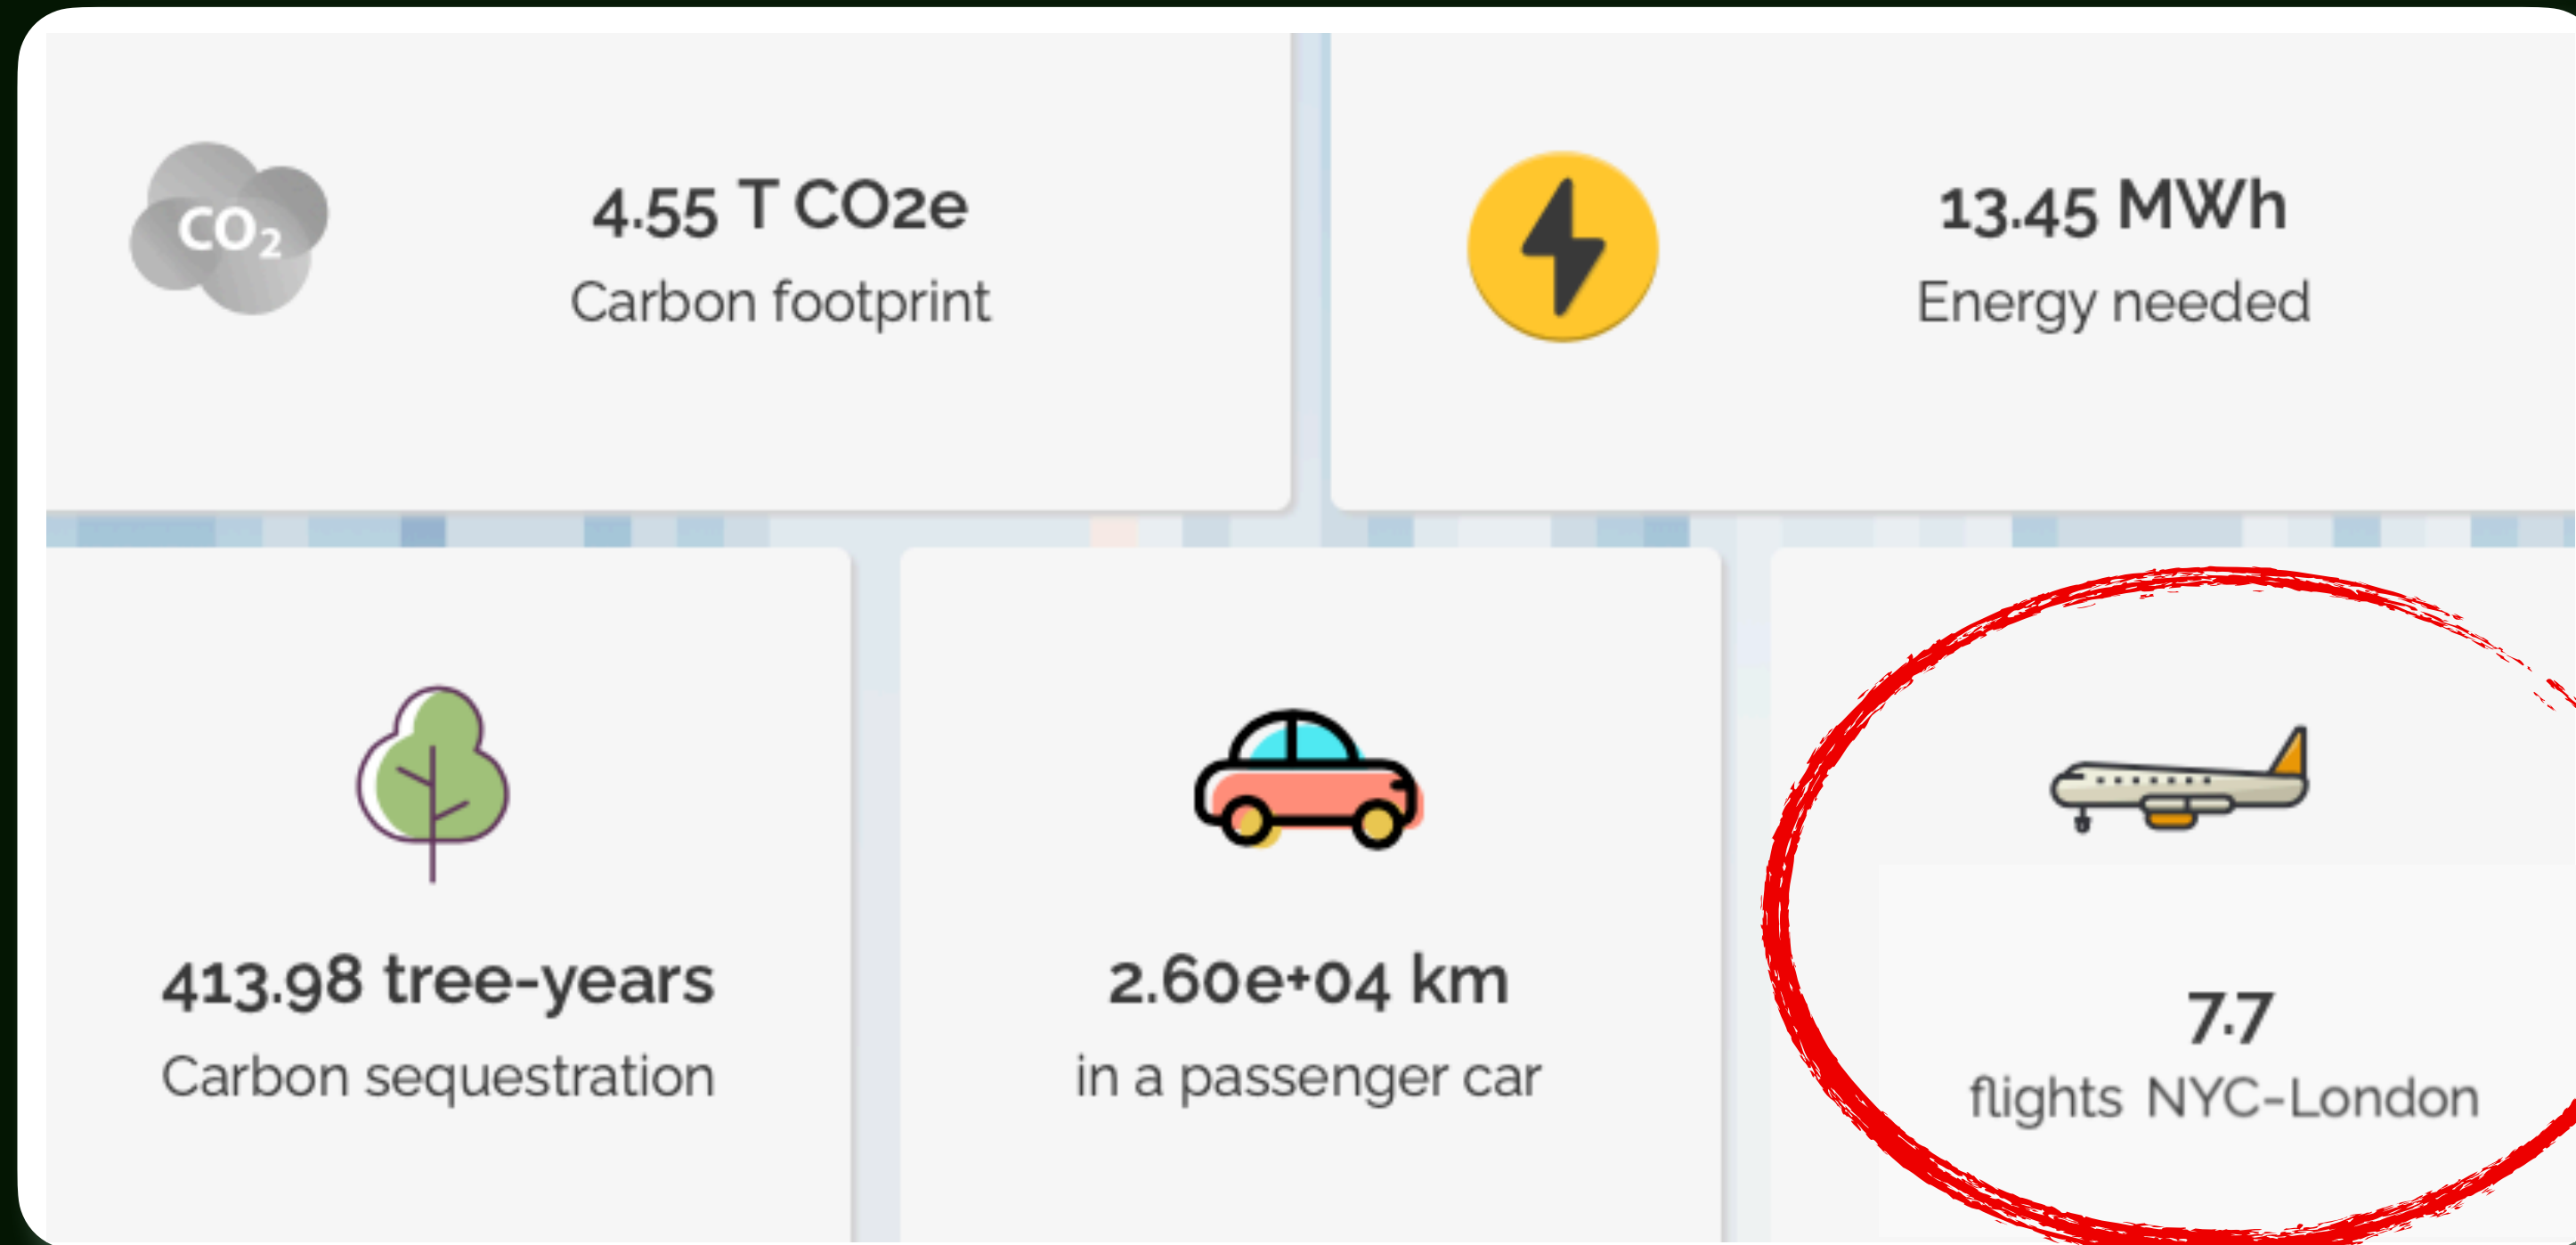 CO₂
4.55 T CO2e
Carbon footprint
13.45 MWh
Energy needed
413.98 tree-years
Carbon sequestration
2.60e+04 km
in a passenger car
7.7
flights NYC-London